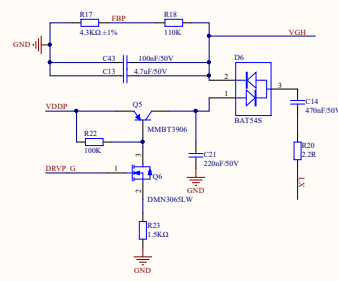 R17
FBP
R18
4.3KΩ ±1%
110K
GND
VGH
C43
100nF/50V
C13
4.7uF/50V
D6
2
1
3
BAT54S
C14
470nF/50V
VDDP
Q5
MMBT3906
R22
100K
C21
220nF/50V
GND
R20
2.2R
LX
DRVP_G
1
3
2
Q6
DMN3065LW
R23
1.5KΩ
GND